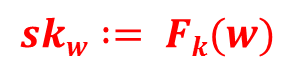 sk_w := F_k(w)